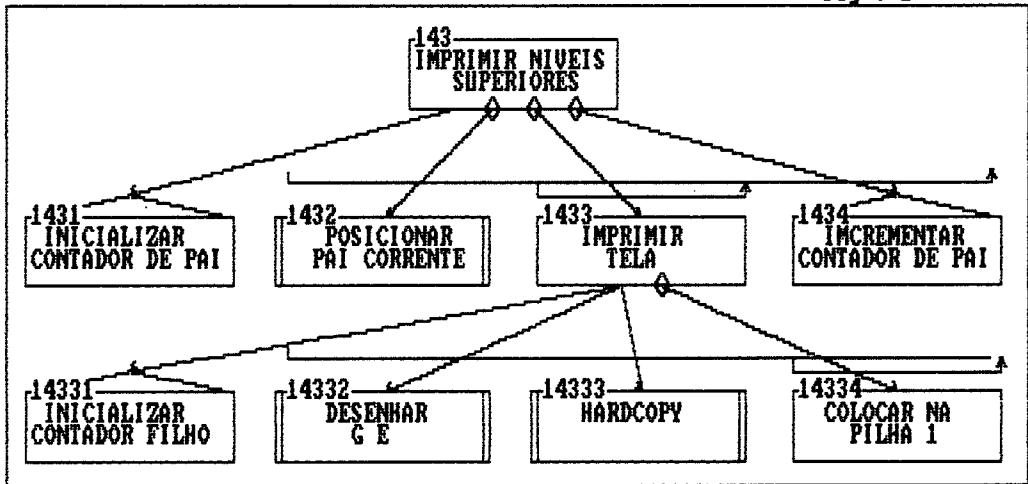 143
IMPRIMIR NIVEIS
SUPERIORES
1431
INICIALIZAR
CONTADOR DE PAI
1432
POSICIONAR
PAI CORRENTE
1433
IMPRIMIR
TELA
1434
IMCREMENTAR
CONTADOR DE PAI
14331
INICIALIZAR
CONTADOR FILHO
14332
DESENHAR
G E
14333
HARDCOPY
14334
COLOCAR NA
PILHA 1